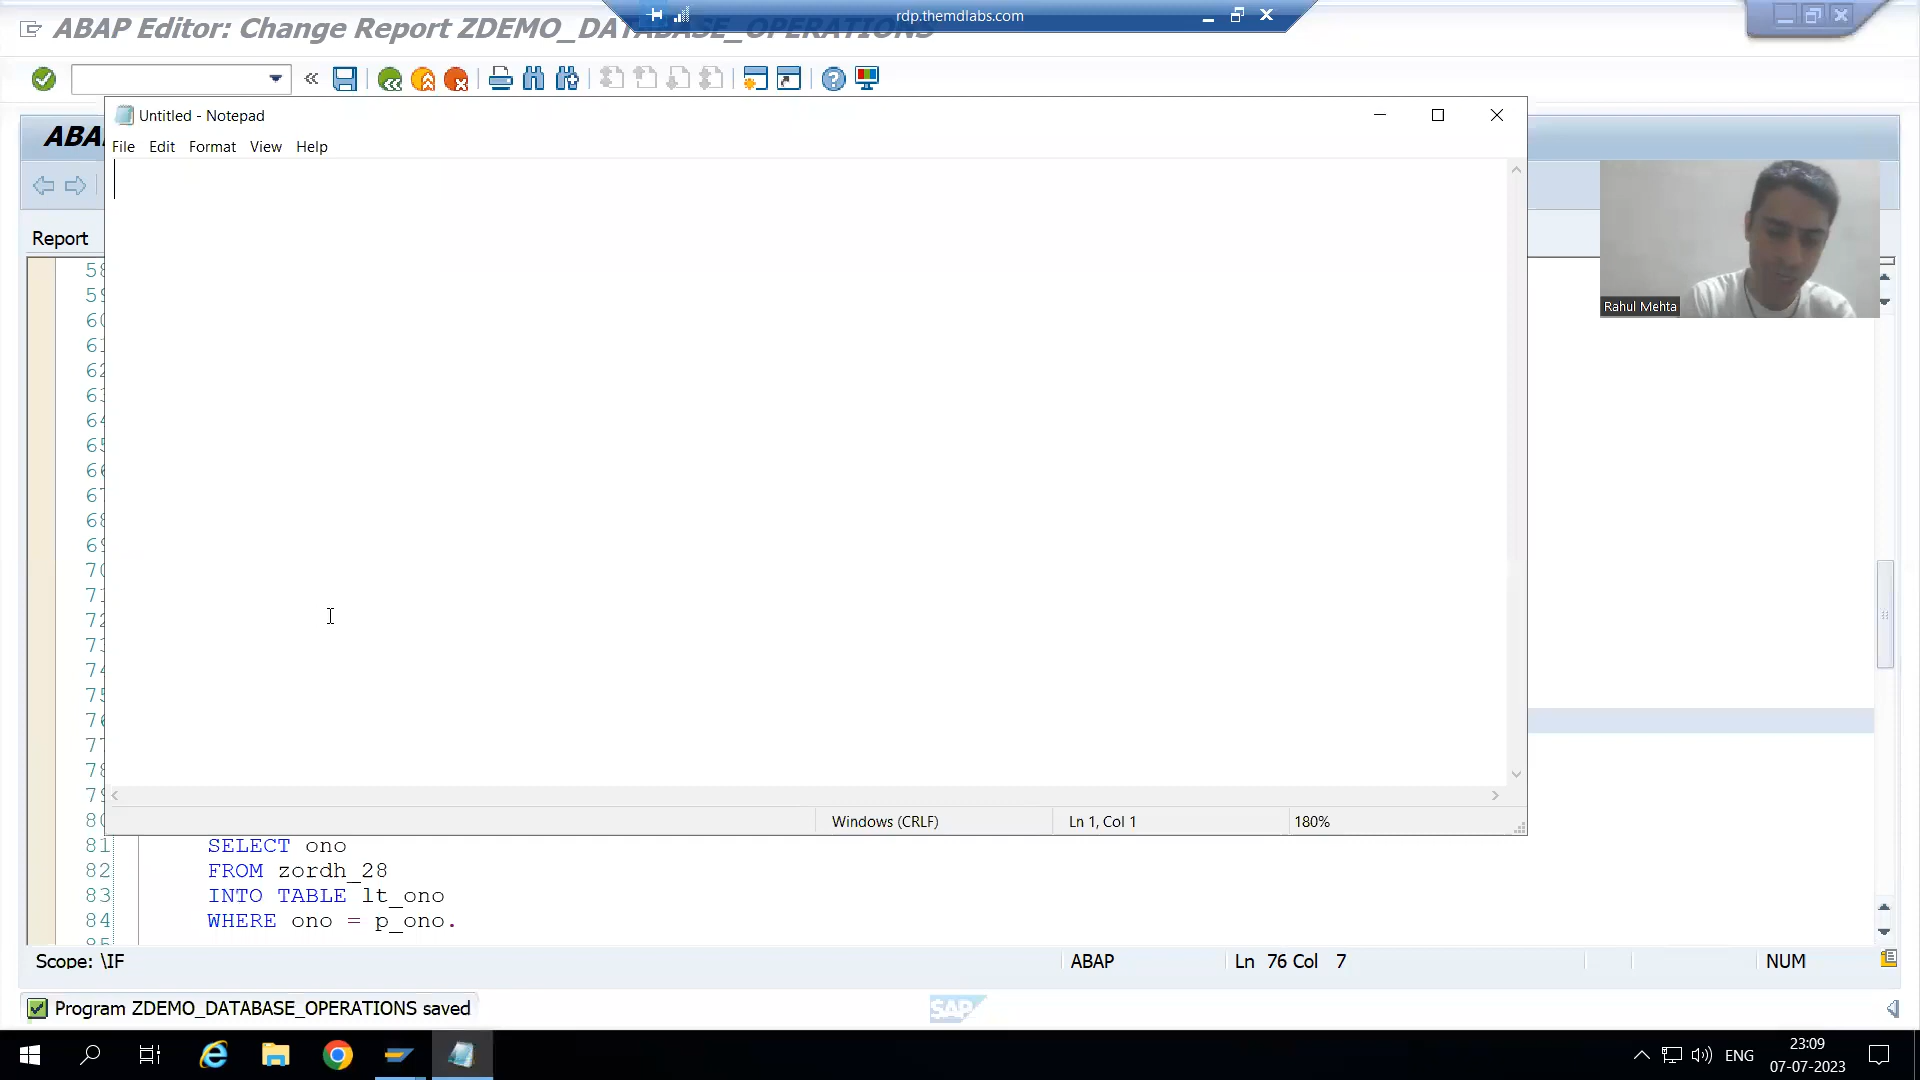 ABAP Editor: Change Report ZDEMO_DATABASE_OPERATIONS
rdp.themdlabs.com
Untitled - Notepad
File Edit Format View Help
Report
Rahul Mehta
Windows (CRLF) Ln 1, Col 1 180%
81 SELECT ono
82 FROM zordh_28
83 INTO TABLE lt_ono
84 WHERE ono = p_ono.
Scope: \IF ABAP Ln 76 Col 7 NUM
Program ZDEMO_DATABASE_OPERATIONS saved
SAP
ENG
23:09
07-07-2023